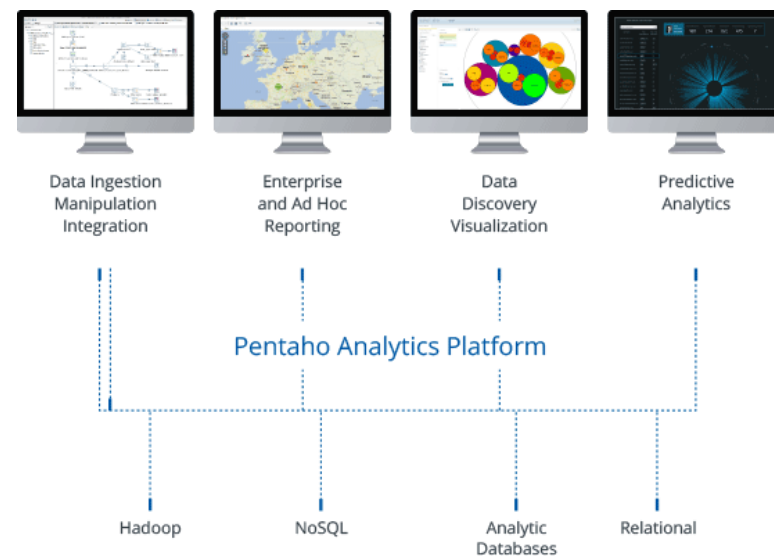 Data Ingestion
Manipulation
Integration
Enterprise
and Ad Hoc
Reporting
Data
Discovery
Visualization
Predictive
Analytics
Pentaho Analytics Platform
Hadoop
NoSQL
Analytic
Databases
Relational